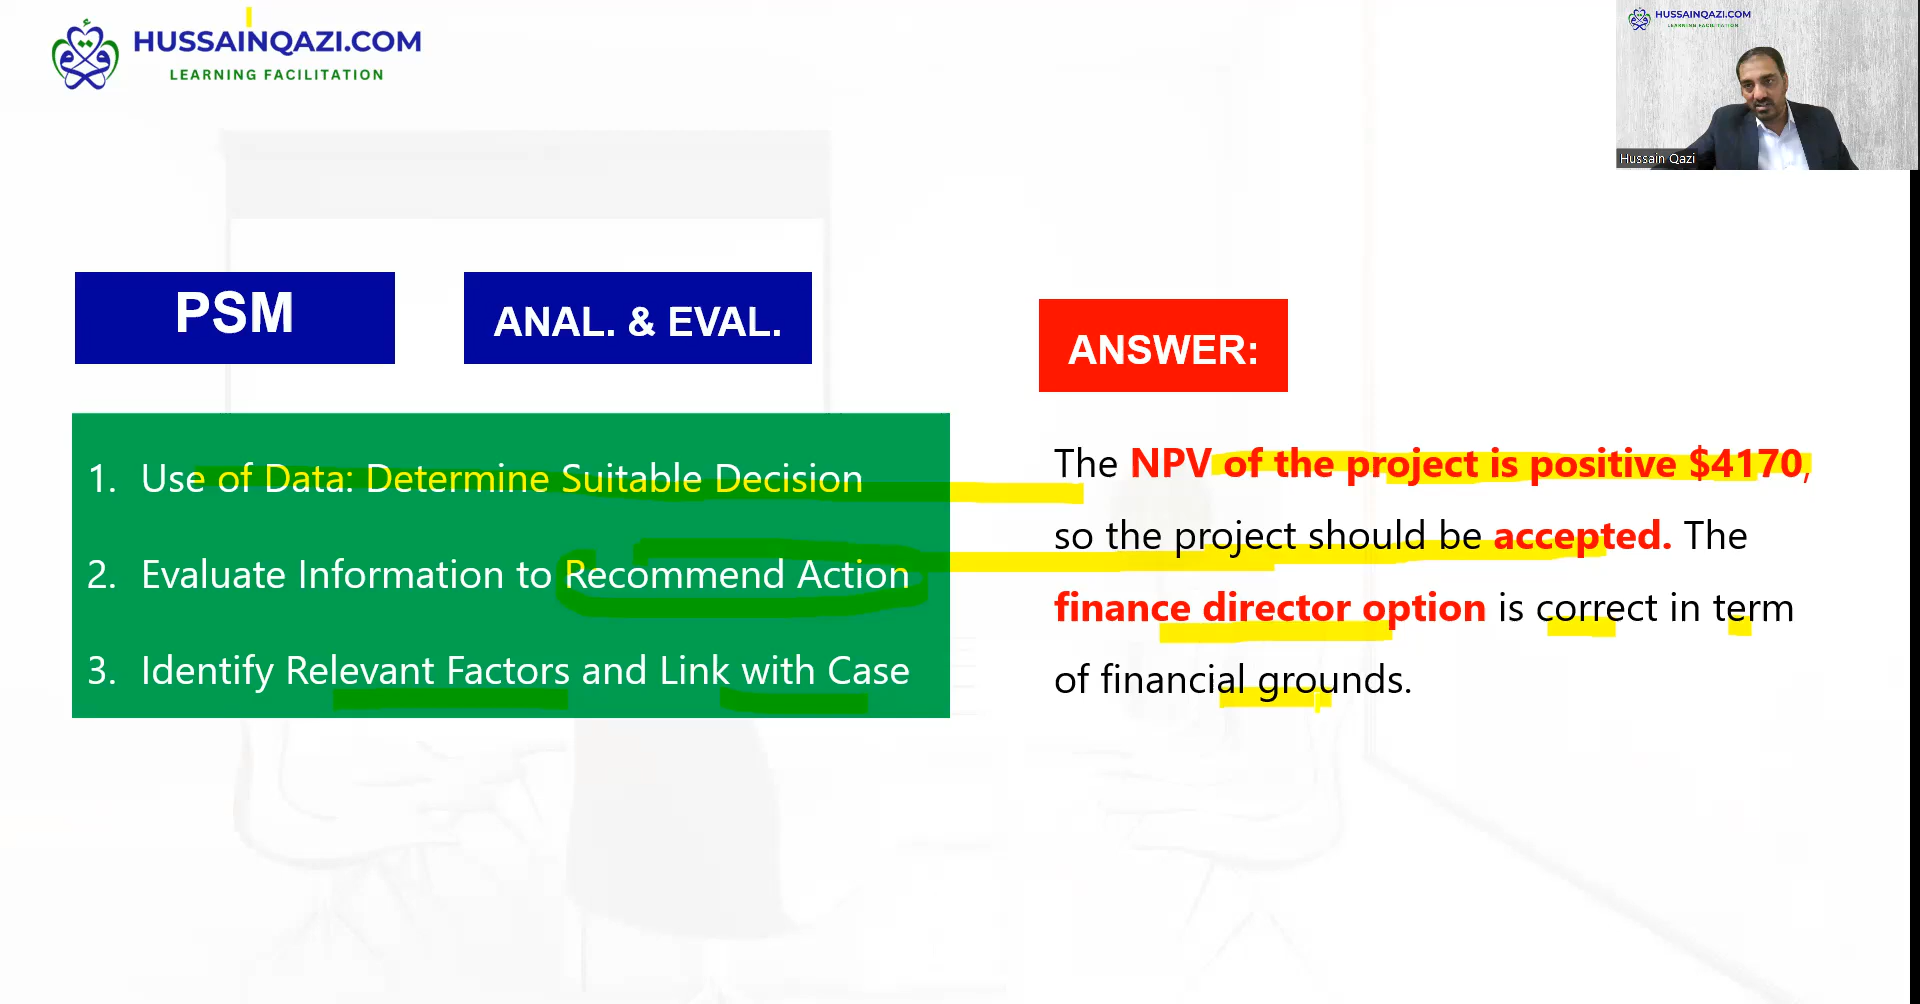 HUSSAINQAZI.COM
LEARNING FACILITATION
HUSSAINQAZI.COM
LEARNING FACILITATION
Hussain Qazi
PSM
ANAL. & EVAL.
1. Use of Data: Determine Suitable Decision
2. Evaluate Information to Recommend Action
3. Identify Relevant Factors and Link with Case
ANSWER:
The NPV of the project is positive $4170,
so the project should be accepted. The
finance director option is correct in term
of financial grounds.